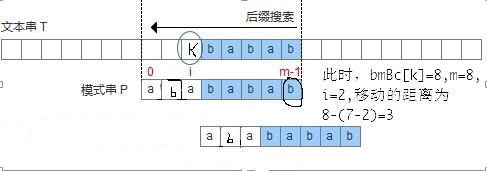 后缀搜索
文本串 T
K b a b a b
0 i m-1
模式串 P
a b a b a b a b
此时，bmBc[k]=8,m=8,
i=2,移动的距离为
8-(7-2)=3
a b a b a b a b